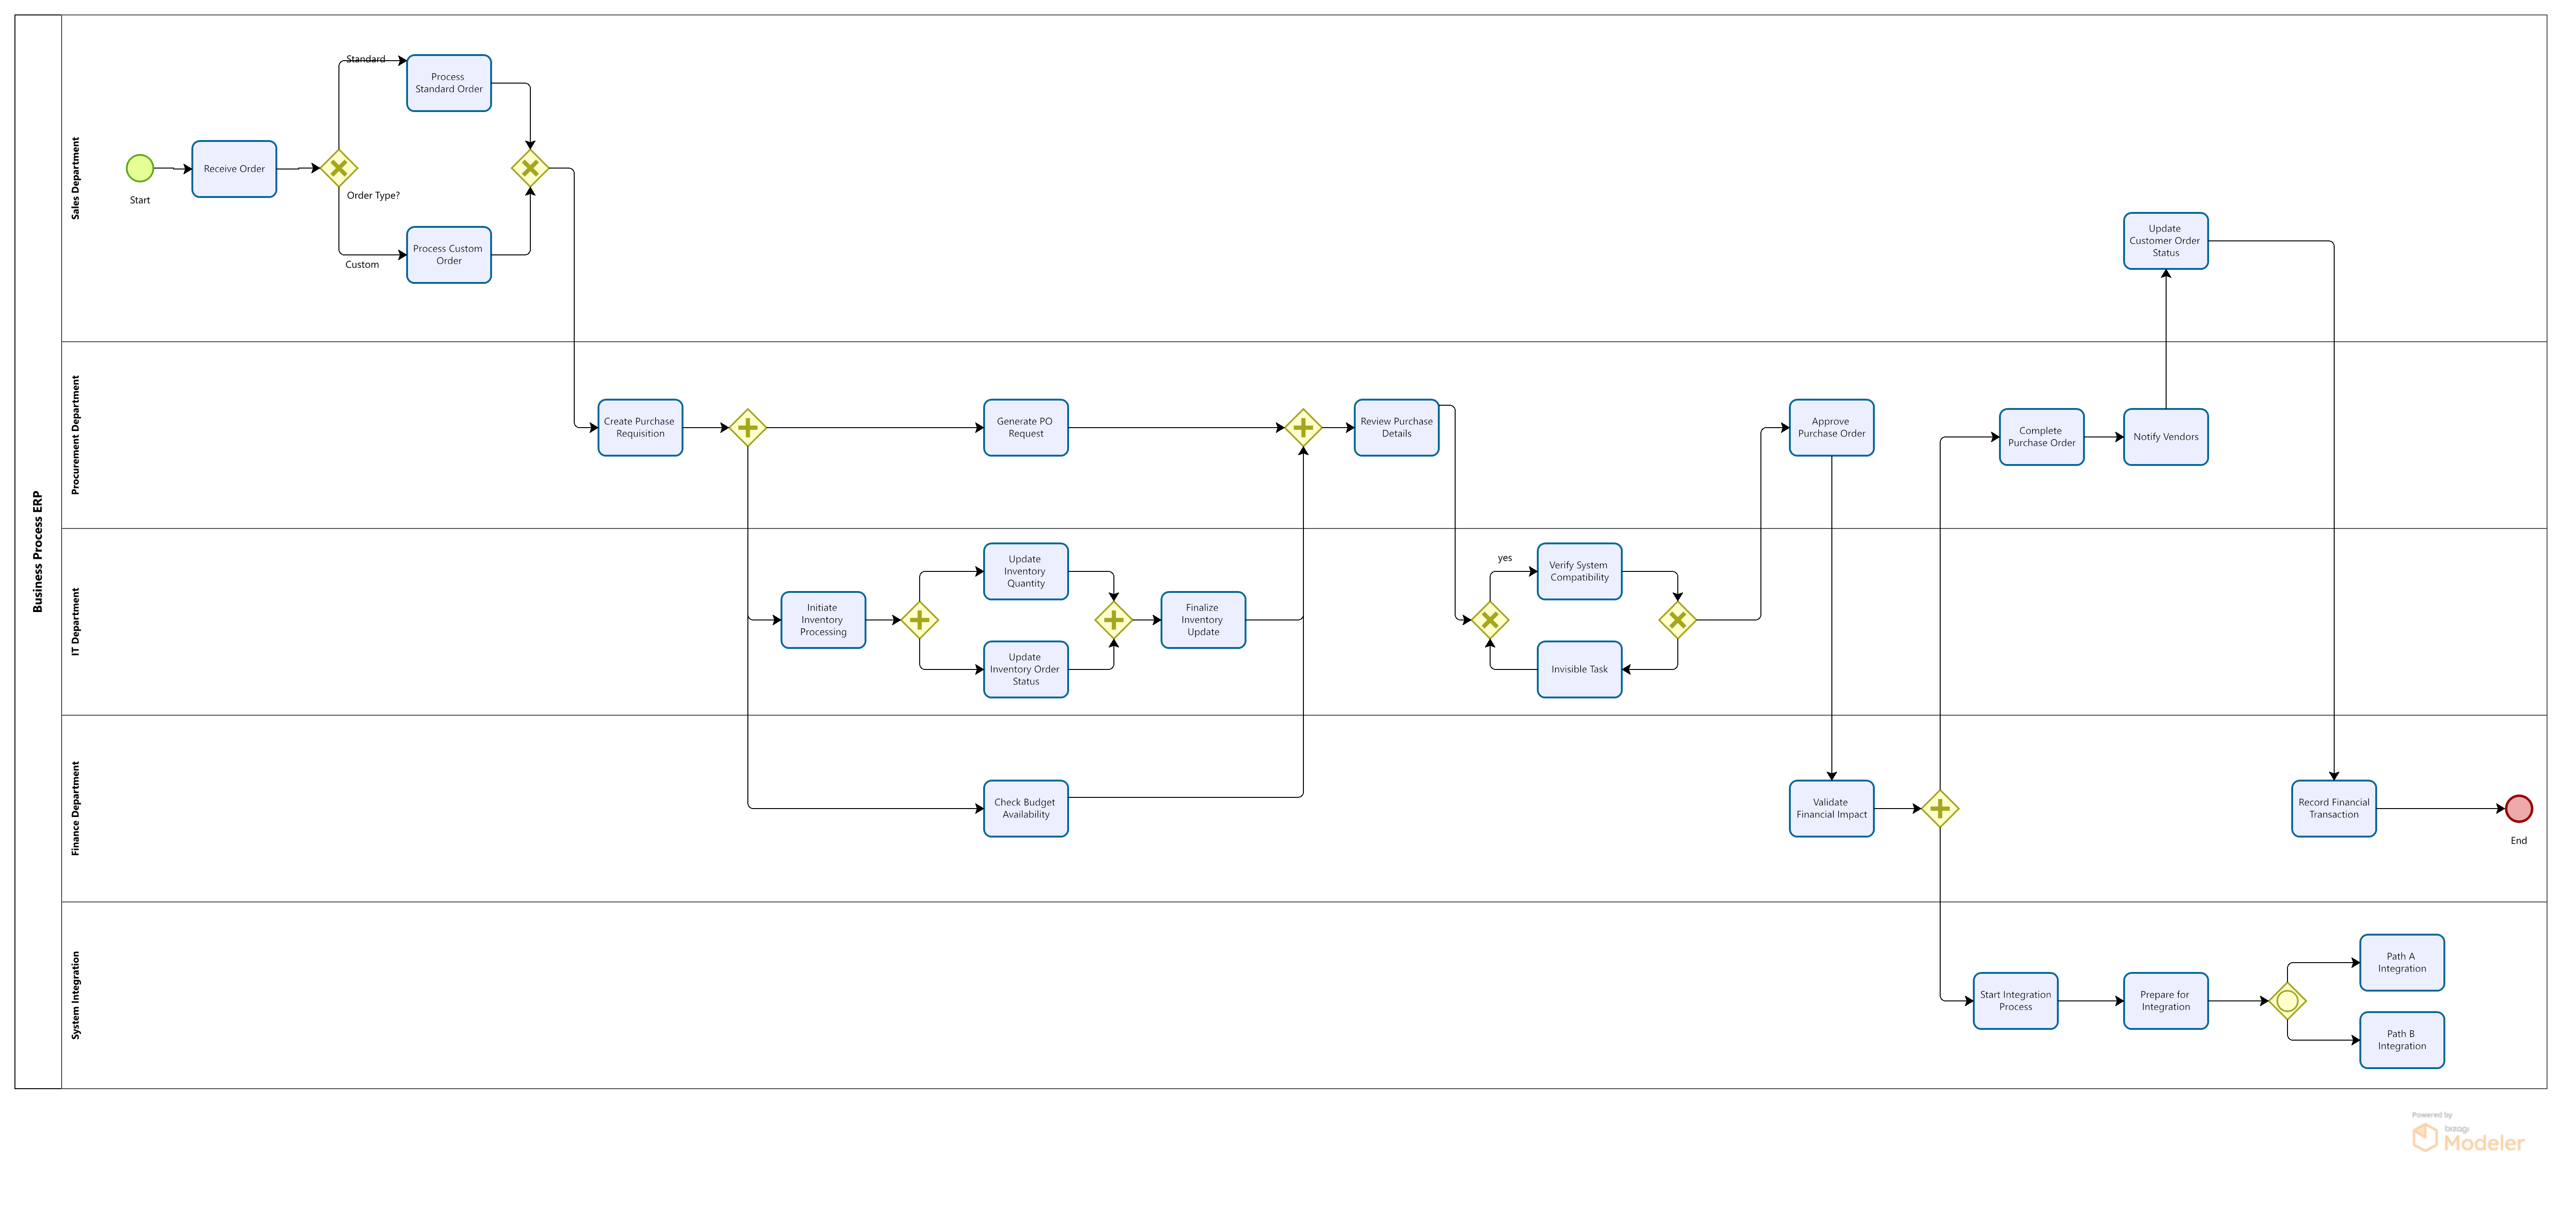 Business Process ERP
Sales Department
Start
Receive Order
Order Type?
Standard
Custom
Process
Standard Order
Process Custom
Order
Update
Customer Order
Status
Procurement Department
Create Purchase
Requisition
Generate PO
Request
Review Purchase
Details
Approve
Purchase Order
Complete
Purchase Order
Notify Vendors
IT Department
Initiate
Inventory
Processing
Update
Inventory
Quantity
Update
Inventory Order
Status
Finalize
Inventory
Update
yes
Verify System
Compatibility
Invisible Task
Finance Department
Check Budget
Availability
Validate
Financial Impact
Record Financial
Transaction
End
System Integration
Start Integration
Process
Prepare for
Integration
Path A
Integration
Path B
Integration
Powered by
bizagi
Modeler